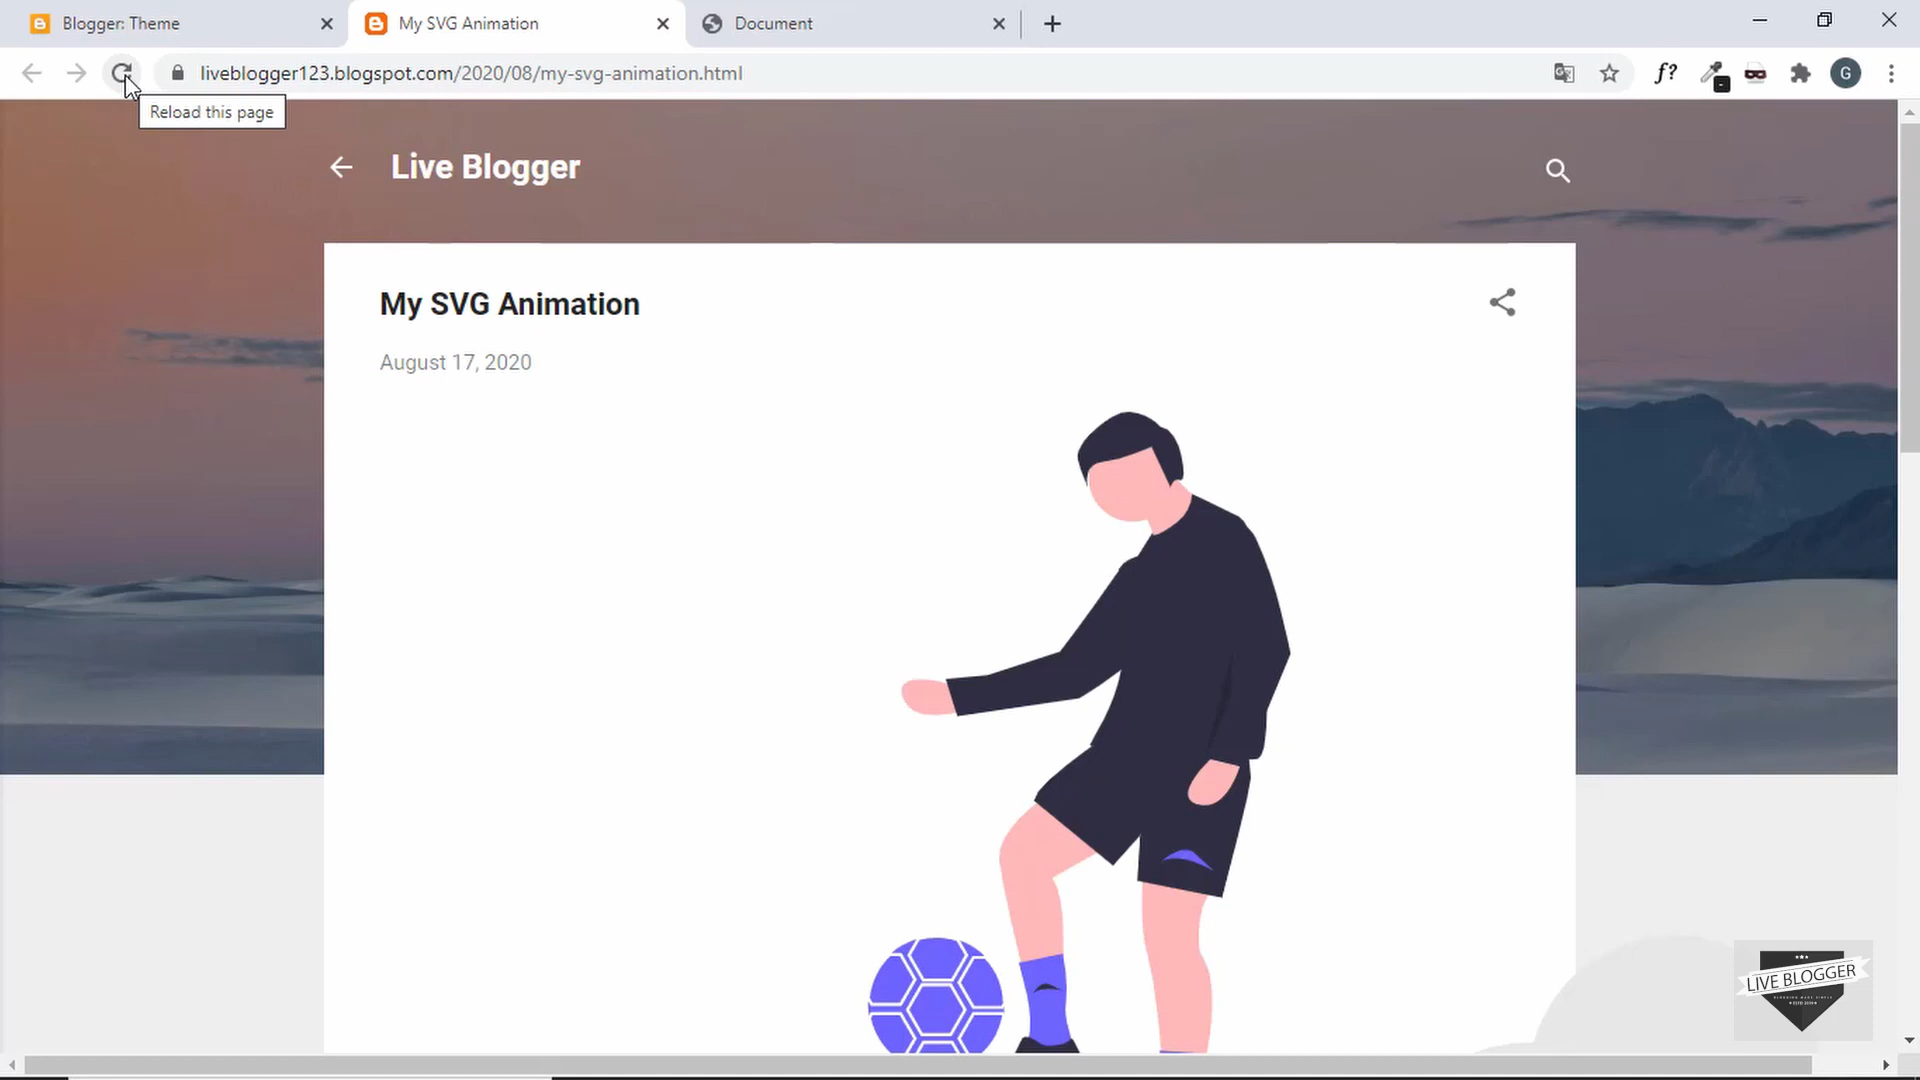 Blogger: Theme
My SVG Animation
Document
liveblogger123.blogspot.com/2020/08/my-svg-animation.html
f?
G
Reload this page
Live Blogger
My SVG Animation
August 17, 2020
LIVE BLOGGER